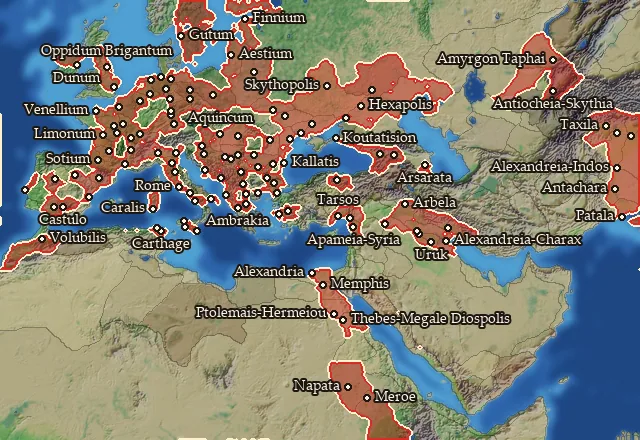 Finnium
Gutum
Oppidum Brigantum
Aestium
Amyrgon Taphai
Dunum
Skythopolis
Venellium
Hexapolis
Antiocheia-Skythia
Aquincum
Taxila
Limonum
Koutatision
Sotium
Kallatis
Alexandreia-Indos
Arsarata
Rome
Tarsos
Antachara
Caralis
Arbela
Castulo
Ambrakia
Patala
Volubilis
Carthage
Apameia-Syria
Alexandreia-Charax
Uruk
Alexandria
Memphis
Ptolemais-Hermeiou
Thebes-Megale Diospolis
Napata
Meroe